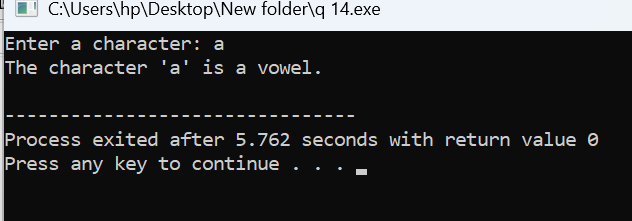 C:\Users\hp\Desktop\New folder\q 14.exe
Enter a character: a
The character 'a' is a vowel.
--------------------------------
Process exited after 5.762 seconds with return value 0
Press any key to continue . . .